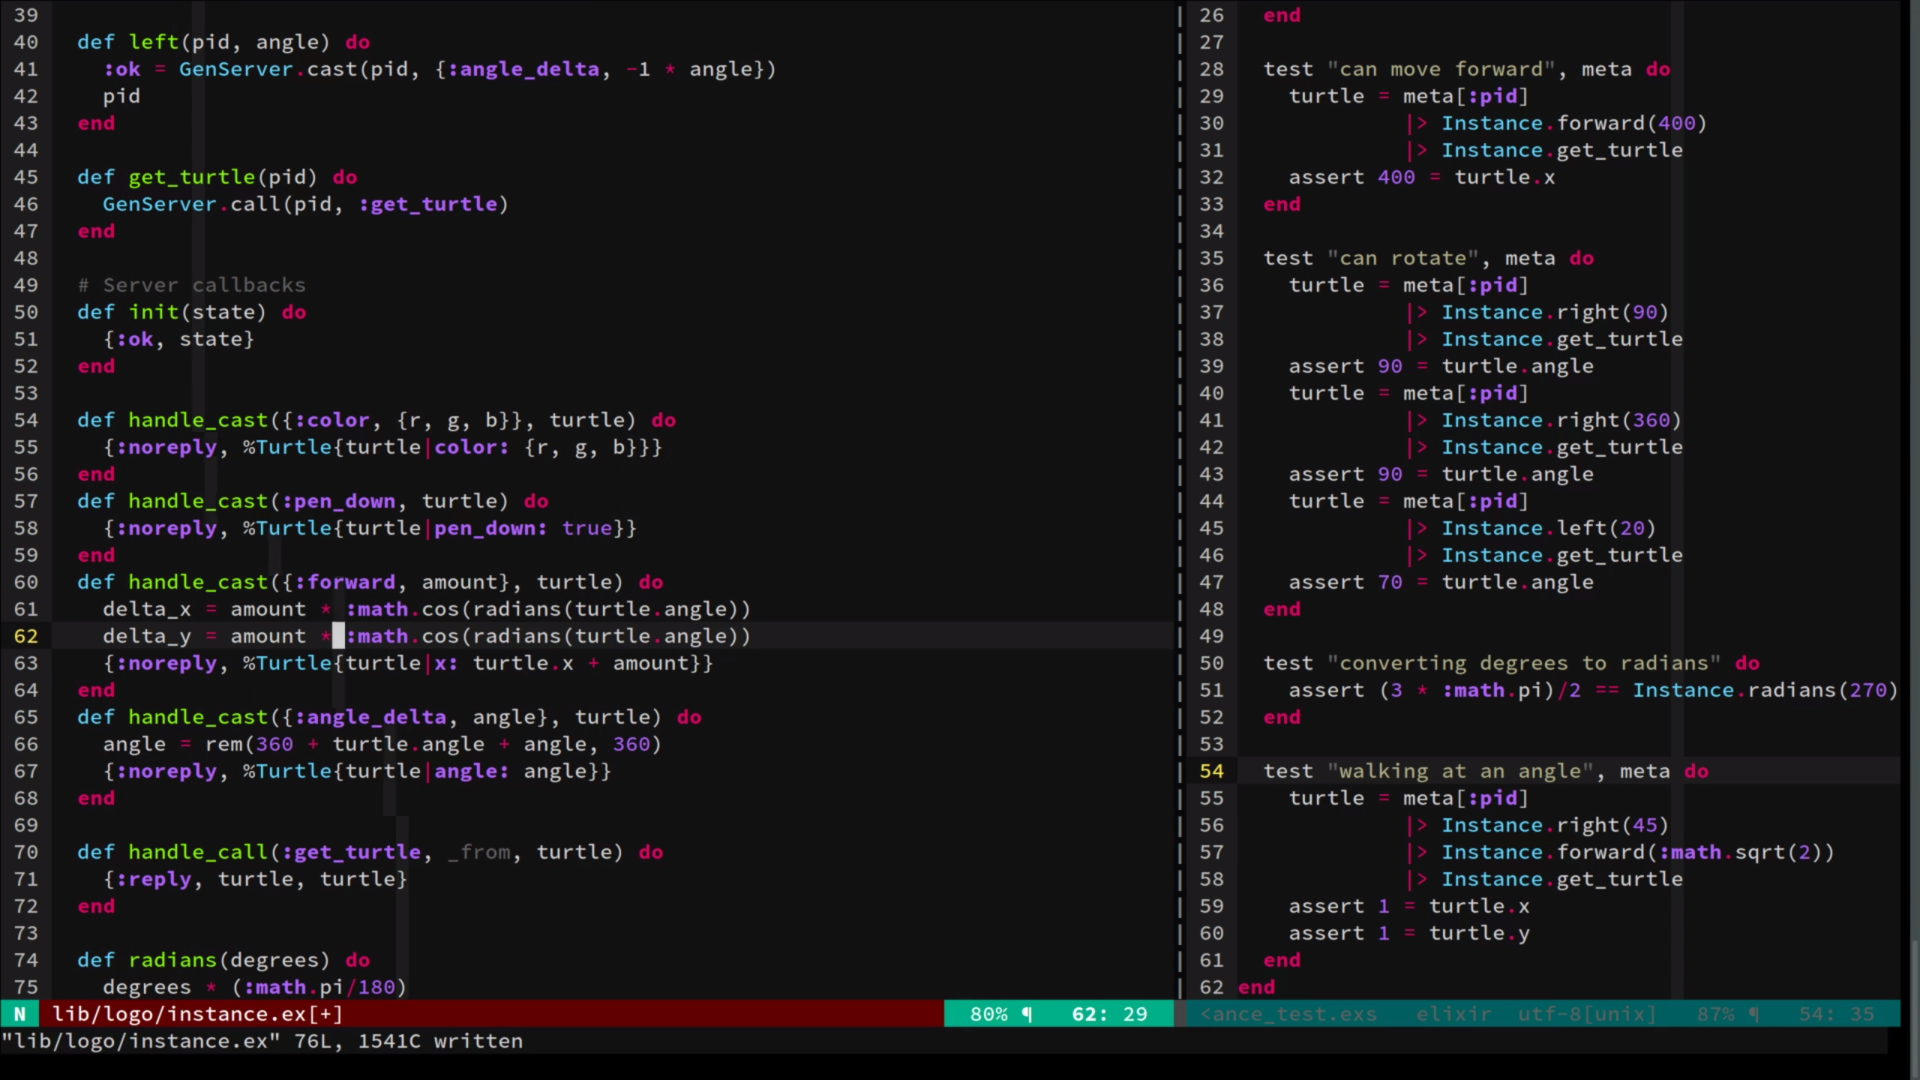 39
40 def left(pid, angle) do
41 :ok = GenServer.cast(pid, {:angle_delta, -1 * angle})
42 pid
43 end
44
45 def get_turtle(pid) do
46 GenServer.call(pid, :get_turtle)
47 end
48
49 # Server callbacks
50 def init(state) do
51 {:ok, state}
52 end
53
54 def handle_cast({:color, {r, g, b}}, turtle) do
55 {:noreply, %Turtle{turtle|color: {r, g, b}}}
56 end
57 def handle_cast(:pen_down, turtle) do
58 {:noreply, %Turtle{turtle|pen_down: true}}
59 end
60 def handle_cast({:forward, amount}, turtle) do
61 delta_x = amount * :math.cos(radians(turtle.angle))
62 delta_y = amount * :math.cos(radians(turtle.angle))
63 {:noreply, %Turtle{turtle|x: turtle.x + amount}}
64 end
65 def handle_cast({:angle_delta, angle}, turtle) do
66 angle = rem(360 + turtle.angle + angle, 360)
67 {:noreply, %Turtle{turtle|angle: angle}}
68 end
69
70 def handle_call(:get_turtle, _from, turtle) do
71 {:reply, turtle, turtle}
72 end
73
74 def radians(degrees) do
75 degrees * (:math.pi/180)
N lib/logo/instance.ex[+] 80% ¶ 62: 29
26 end
27
28 test "can move forward", meta do
29 turtle = meta[:pid]
30 |> Instance.forward(400)
31 |> Instance.get_turtle
32 assert 400 = turtle.x
33 end
34
35 test "can rotate", meta do
36 turtle = meta[:pid]
37 |> Instance.right(90)
38 |> Instance.get_turtle
39 assert 90 = turtle.angle
40 turtle = meta[:pid]
41 |> Instance.right(360)
42 |> Instance.get_turtle
43 assert 90 = turtle.angle
44 turtle = meta[:pid]
45 |> Instance.left(20)
46 |> Instance.get_turtle
47 assert 70 = turtle.angle
48 end
49
50 test "converting degrees to radians" do
51 assert (3 * :math.pi)/2 == Instance.radians(270)
52 end
53
54 test "walking at an angle", meta do
55 turtle = meta[:pid]
56 |> Instance.right(45)
57 |> Instance.forward(:math.sqrt(2))
58 |> Instance.get_turtle
59 assert 1 = turtle.x
60 assert 1 = turtle.y
61 end
62 end
<ance_test.exs elixir utf-8[unix] 87% ¶ 54: 35
"lib/logo/instance.ex" 76L, 1541C written